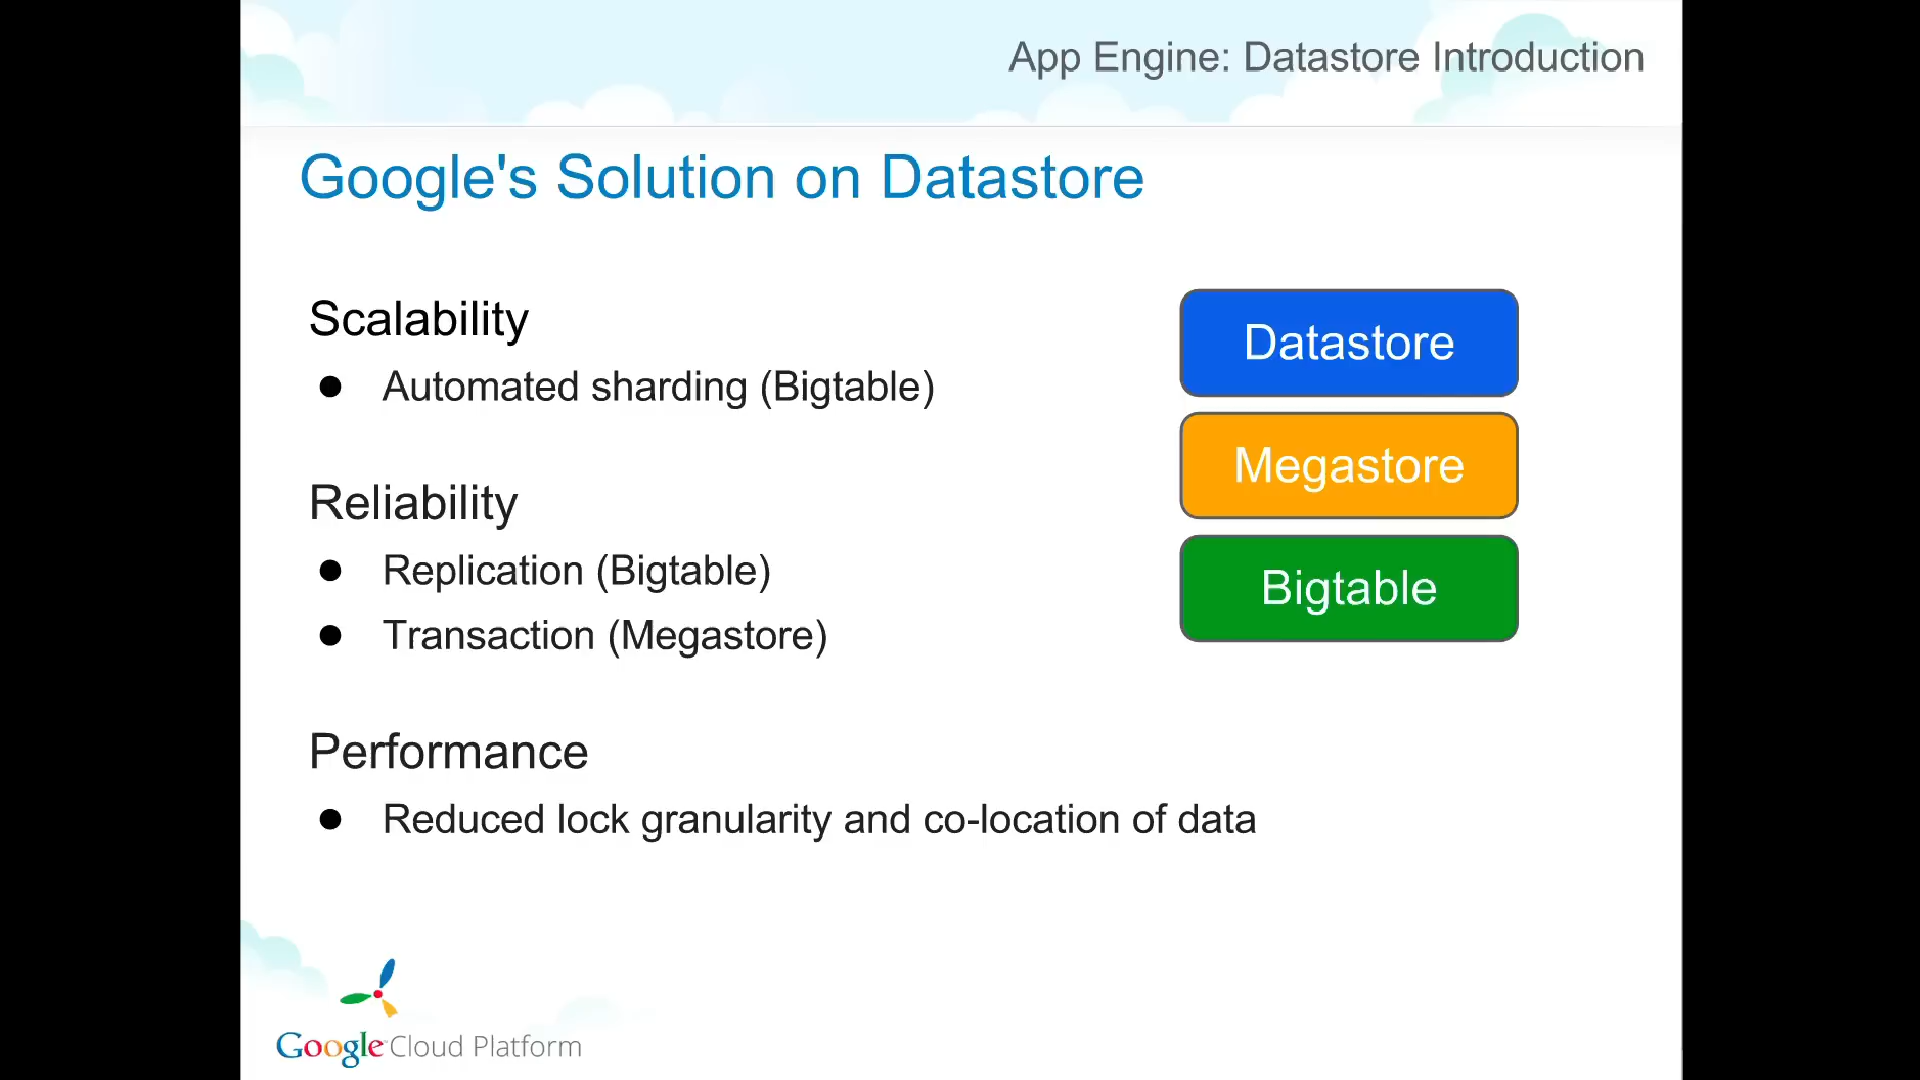 App Engine: Datastore Introduction
Google's Solution on Datastore
Scalability
● Automated sharding (Bigtable)
Reliability
● Replication (Bigtable)
● Transaction (Megastore)
Performance
● Reduced lock granularity and co-location of data
Datastore
Megastore
Bigtable
Google Cloud Platform